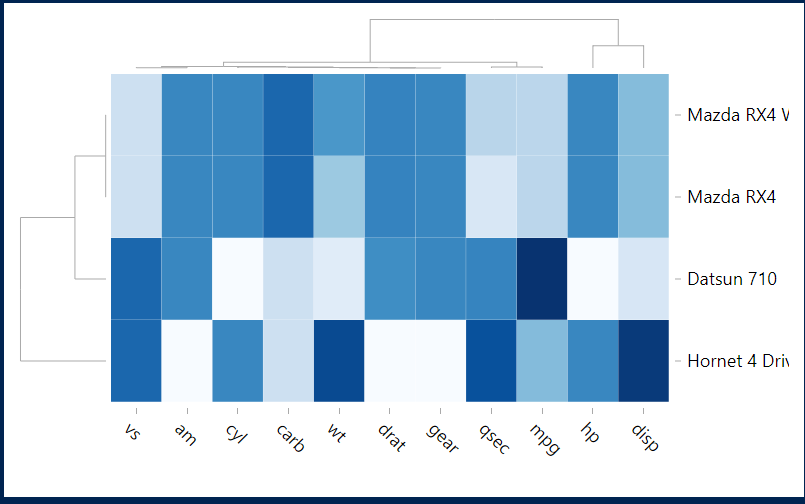 Mazda RX4 W
Mazda RX4
Datsun 710
Hornet 4 Driv
vs
am
cyl
carb
wt
drat
gear
qsec
mpg
hp
disp